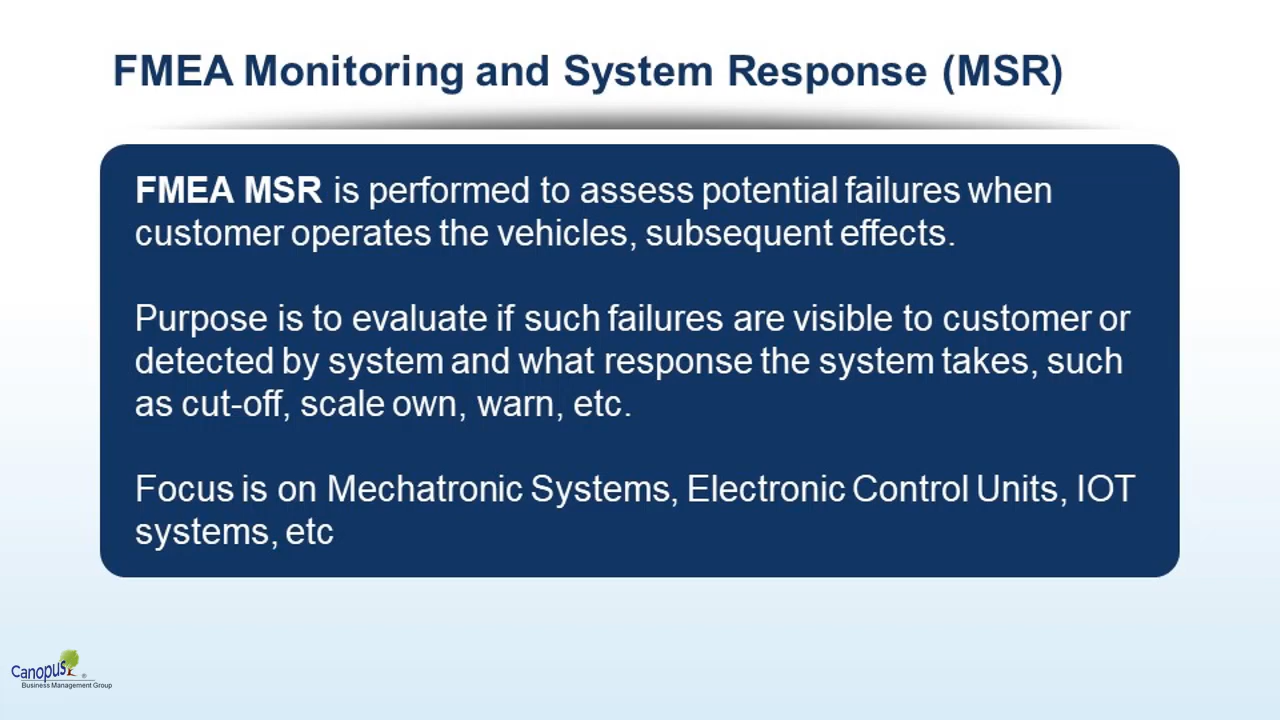 FMEA Monitoring and System Response (MSR)
FMEA MSR is performed to assess potential failures when
customer operates the vehicles, subsequent effects.
Purpose is to evaluate if such failures are visible to customer or
detected by system and what response the system takes, such
as cut-off, scale own, warn, etc.
Focus is on Mechatronic Systems, Electronic Control Units, IOT
systems, etc
Canopus ®
Business Management Group